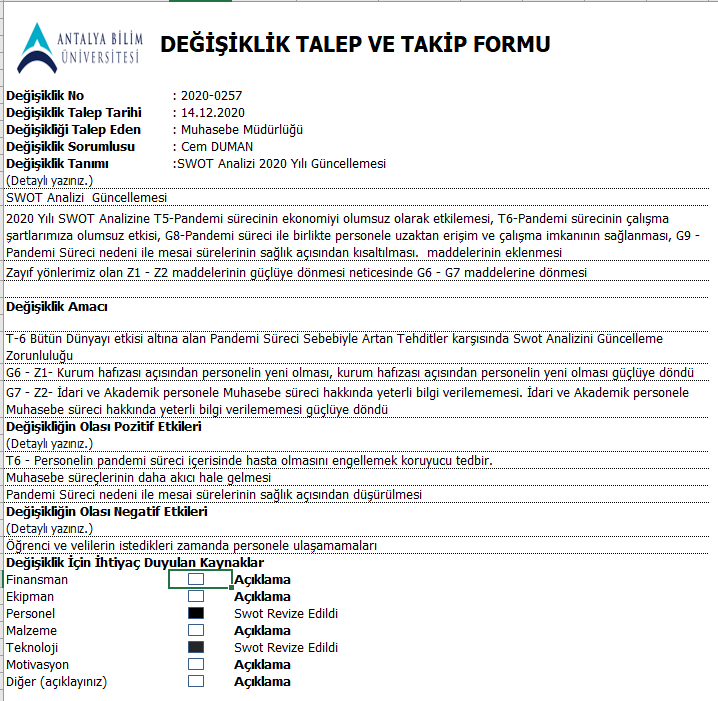 ANTALYA BİLİM
ÜNİVERSİTESİ
DEĞİŞİKLİK TALEP VE TAKİP FORMU
Değişiklik No : 2020-0257
Değişiklik Talep Tarihi : 14.12.2020
Değişikliği Talep Eden : Muhasebe Müdürlüğü
Değişiklik Sorumlusu : Cem DUMAN
Değişiklik Tanımı :SWOT Analizi 2020 Yılı Güncellemesi
(Detaylı yazınız.)
SWOT Analizi Güncellemesi
2020 Yılı SWOT Analizine T5-Pandemi sürecinin ekonomiyi olumsuz olarak etkilemesi, T6-Pandemi sürecinin çalışma
şartlarımıza olumsuz etkisi, G8-Pandemi süreci ile birlikte personele uzaktan erişim ve çalışma imkanının sağlanması, G9 -
Pandemi Süreci nedeni ile mesai sürelerinin sağlık açısından kısaltılması. maddelerinin eklenmesi
Zayıf yönlerimiz olan Z1 - Z2 maddelerinin güçlüye dönmesi neticesinde G6 - G7 maddelerine dönmesi
Değişiklik Amacı
T-6 Bütün Dünyayı etkisi altına alan Pandemi Süreci Sebebiyle Artan Tehditler karşısında Swot Analizini Güncelleme
Zorunluluğu
G6 - Z1- Kurum hafızası açısından personelin yeni olması, kurum hafızası açısından personelin yeni olması güçlüye döndü
G7 - Z2- İdari ve Akademik personele Muhasebe süreci hakkında yeterli bilgi verilememesi. İdari ve Akademik personele
Muhasebe süreci hakkında yeterli bilgi verilememesi güçlüye döndü
Değişikliğin Olası Pozitif Etkileri
(Detaylı yazınız.)
T6 - Personelin pandemi süreci içerisinde hasta olmasını engellemek koruyucu tedbir.
Muhasebe süreçlerinin daha akıcı hale gelmesi
Pandemi Süreci nedeni ile mesai sürelerinin sağlık açısından düşürülmesi
Değişikliğin Olası Negatif Etkileri
(Detaylı yazınız.)
Öğrenci ve velilerin istedikleri zamanda personele ulaşamamaları
Değişiklik İçin İhtiyaç Duyulan Kaynaklar
Finansman Açıklama
Ekipman Açıklama
Personel Swot Revize Edildi
Malzeme Açıklama
Teknoloji Swot Revize Edildi
Motivasyon Açıklama
Diğer (açıklayınız) Açıklama